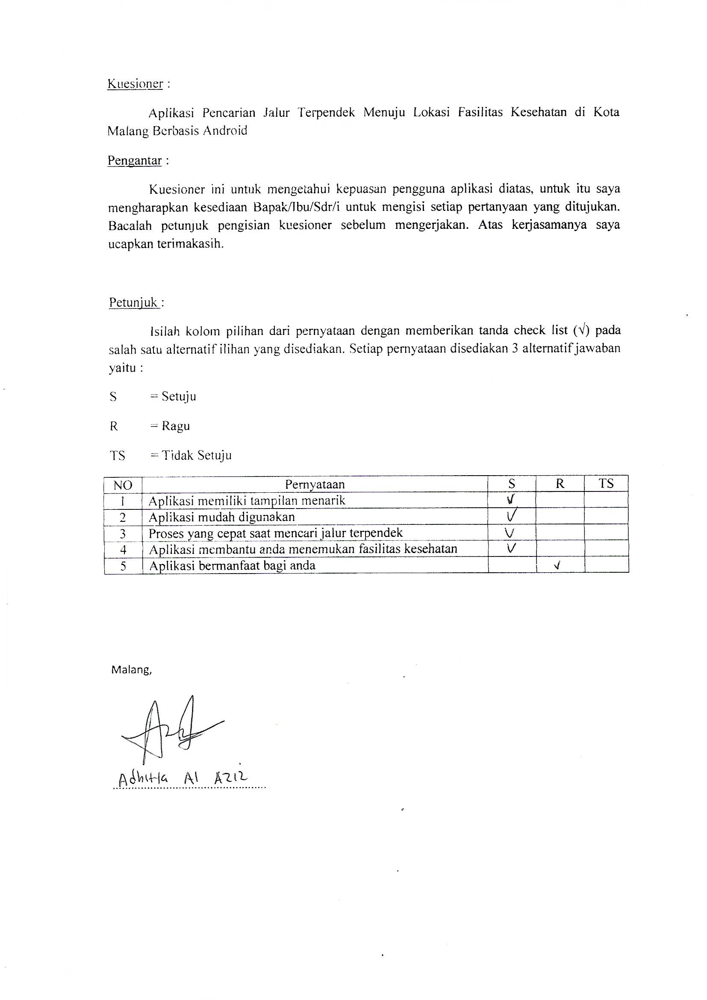 Kuesioner :
Aplikasi Pencarian Jalur Terpendek Menuju Lokasi Fasilitas Kesehatan di Kota
Malang Berbasis Android
Pengantar :
Kuesioner ini untuk mengetahui kepuasan pengguna aplikasi diatas, untuk itu saya
mengharapkan kesediaan Bapak/Ibu/Sdr/i untuk mengisi setiap pertanyaan yang ditujukan.
Bacalah petunjuk pengisian kuesioner sebelum mengerjakan. Atas kerjasamanya saya
ucapkan terimakasih.
Petunjuk :
Isilah kolom pilihan dari pernyataan dengan memberikan tanda check list (√) pada
salah satu alternatif ilihan yang disediakan. Setiap pernyataan disediakan 3 alternatif jawaban
yaitu :
S = Setuju
R = Ragu
TS = Tidak Setuju
NO Pernyataan S R TS
1 Aplikasi memiliki tampilan menarik √
2 Aplikasi mudah digunakan √
3 Proses yang cepat saat mencari jalur terpendek √
4 Aplikasi membantu anda menemukan fasilitas kesehatan √
5 Aplikasi bermanfaat bagi anda √
Malang,
Adhitia Al Aziz